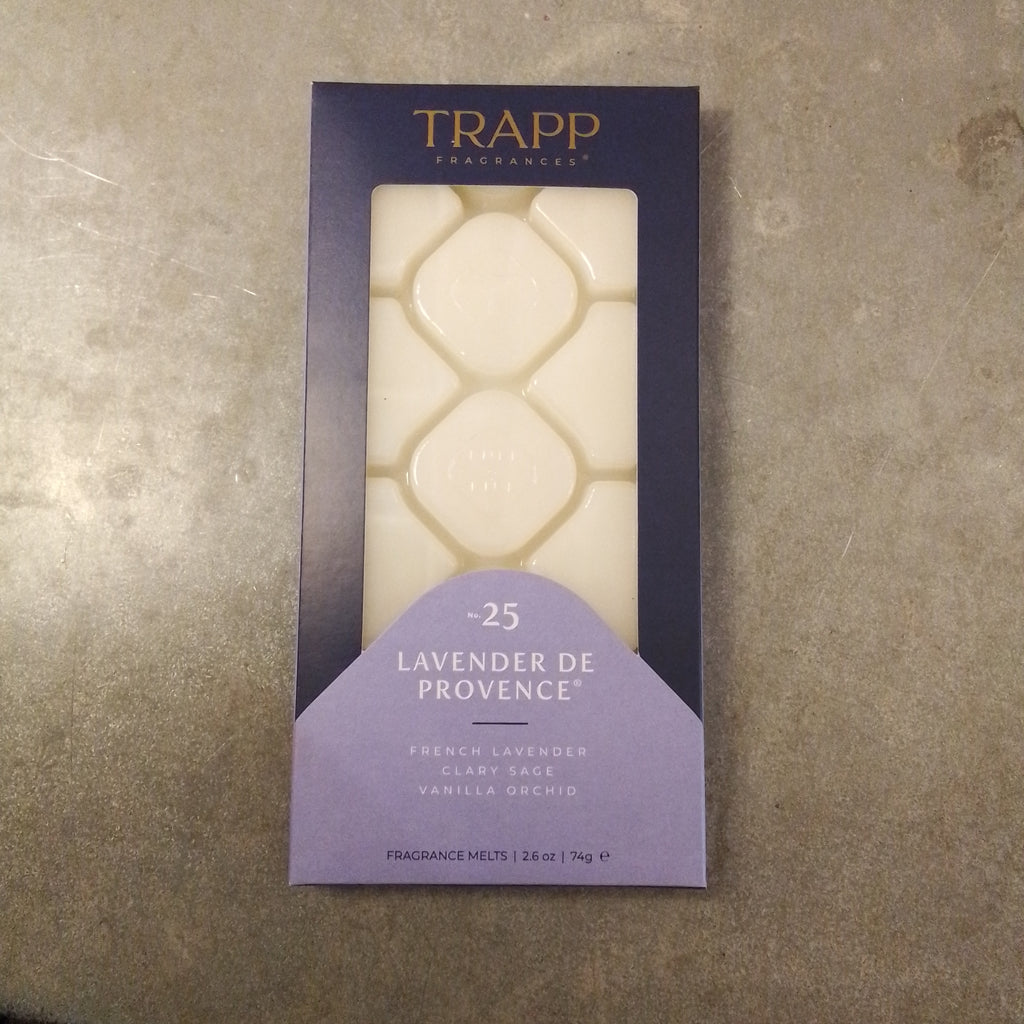 TRAPP
FRAGRANCES®
No. 25
LAVENDER DE
PROVENCE®
FRENCH LAVENDER
CLARY SAGE
VANILLA ORCHID
FRAGRANCE MELTS | 2.6 oz | 74g ℮